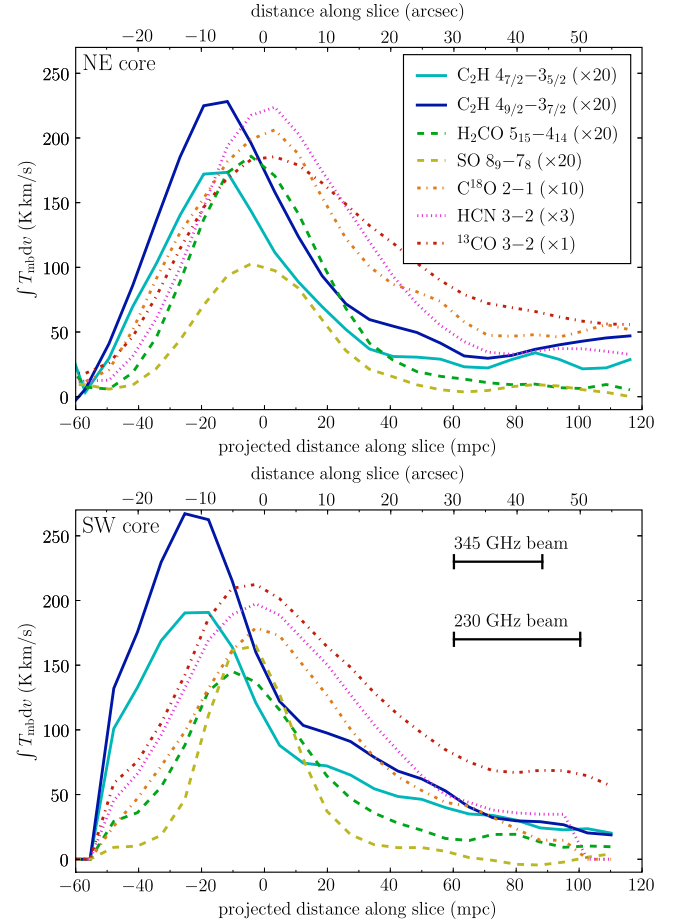 distance along slice (arcsec)
−20 −10 0 10 20 30 40 50
NE core
C₂H 4₇/₂−3₅/₂ (×20)
C₂H 4₉/₂−3₇/₂ (×20)
H₂CO 5₁₅−4₁₄ (×20)
SO 8₉−7₈ (×20)
C¹⁸O 2−1 (×10)
HCN 3−2 (×3)
¹³CO 3−2 (×1)
250
200
150
100
50
0
∫ T_mb dv (K km/s)
−60 −40 −20 0 20 40 60 80 100 120
projected distance along slice (mpc)
distance along slice (arcsec)
−20 −10 0 10 20 30 40 50
SW core
345 GHz beam
230 GHz beam
250
200
150
100
50
0
∫ T_mb dv (K km/s)
−60 −40 −20 0 20 40 60 80 100 120
projected distance along slice (mpc)